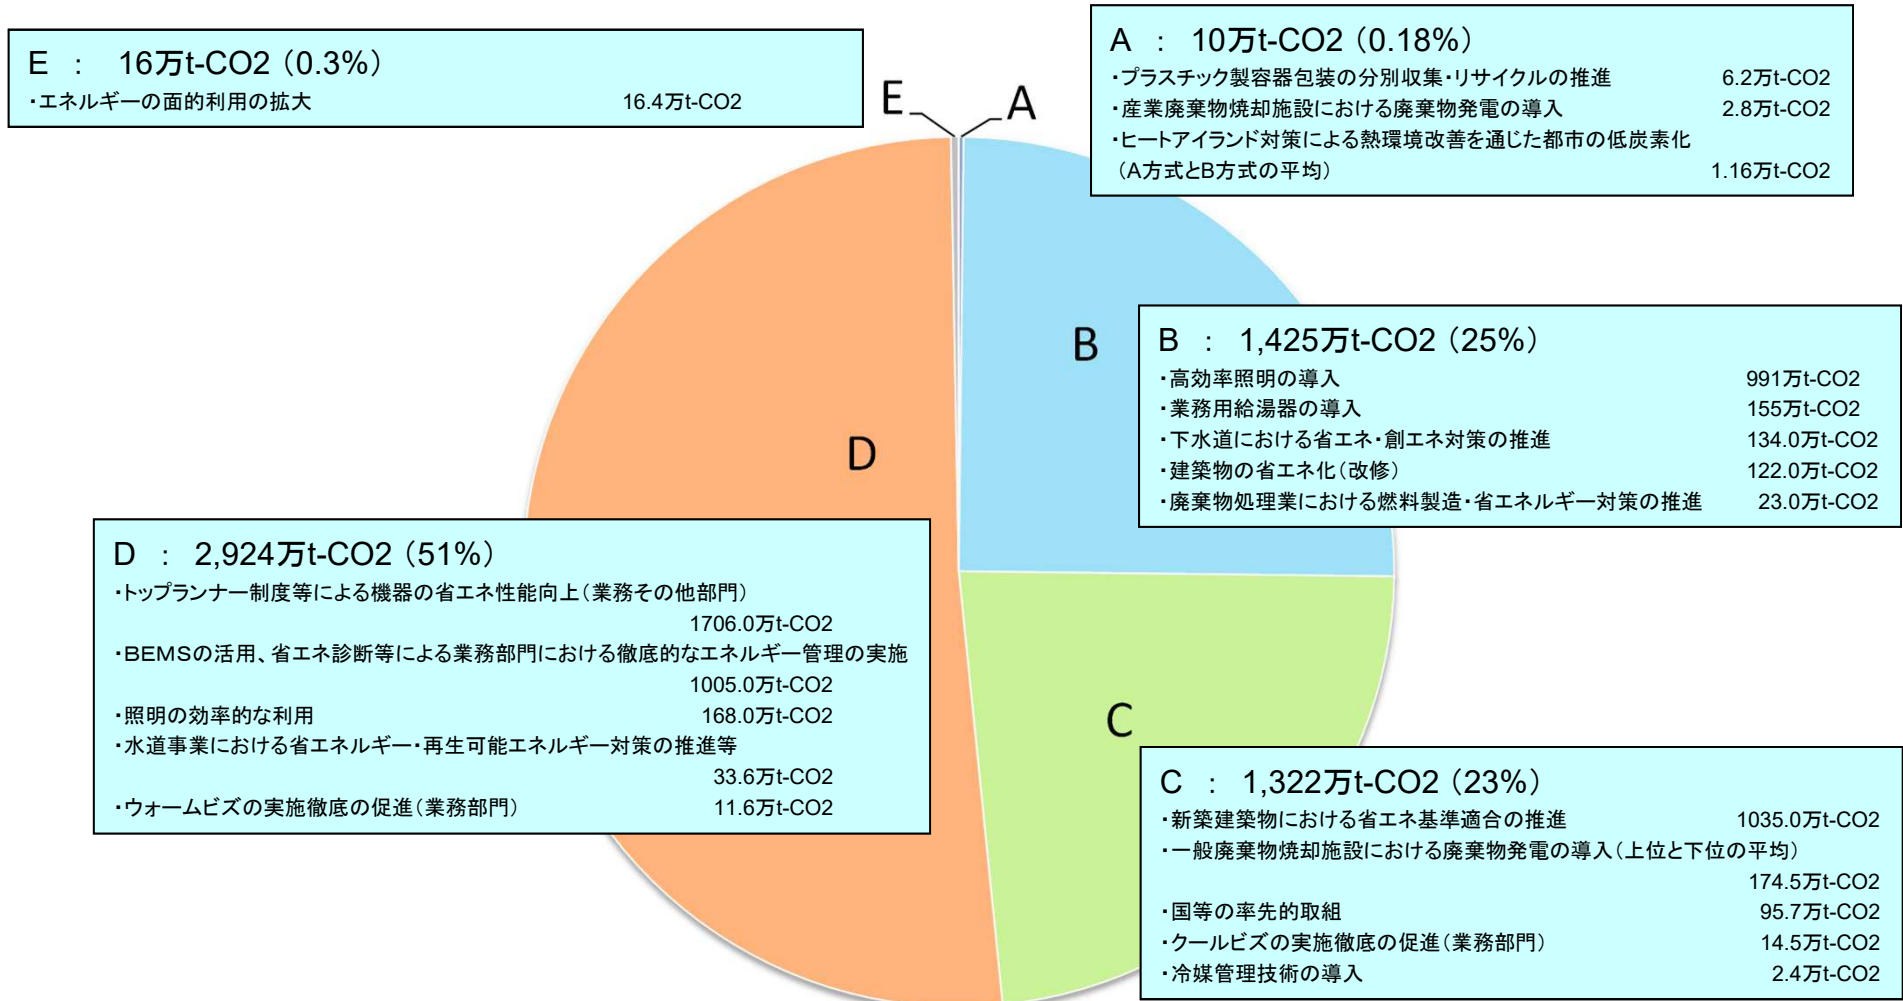 E ： 16万t-CO2（0.3%）
・エネルギーの面的利用の拡大 16.4万t-CO2
A ： 10万t-CO2（0.18%）
・プラスチック製容器包装の分別収集・リサイクルの推進 6.2万t-CO2
・産業廃棄物焼却施設における廃棄物発電の導入 2.8万t-CO2
・ヒートアイランド対策による熱環境改善を通じた都市の低炭素化
（A方式とB方式の平均） 1.16万t-CO2
E
A
B
B ： 1,425万t-CO2（25%）
・高効率照明の導入 991万t-CO2
・業務用給湯器の導入 155万t-CO2
・下水道における省エネ・創エネ対策の推進 134.0万t-CO2
・建築物の省エネ化（改修） 122.0万t-CO2
・廃棄物処理業における燃料製造・省エネルギー対策の推進 23.0万t-CO2
D
D ： 2,924万t-CO2（51%）
・トップランナー制度等による機器の省エネ性能向上（業務その他部門）
1706.0万t-CO2
・BEMSの活用、省エネ診断等による業務部門における徹底的なエネルギー管理の実施
1005.0万t-CO2
・照明の効率的な利用 168.0万t-CO2
・水道事業における省エネルギー・再生可能エネルギー対策の推進等
33.6万t-CO2
・ウォームビズの実施徹底の促進（業務部門） 11.6万t-CO2
C
C ： 1,322万t-CO2（23%）
・新築建築物における省エネ基準適合の推進 1035.0万t-CO2
・一般廃棄物焼却施設における廃棄物発電の導入（上位と下位の平均）
174.5万t-CO2
・国等の率先的取組 95.7万t-CO2
・クールビズの実施徹底の促進（業務部門） 14.5万t-CO2
・冷媒管理技術の導入 2.4万t-CO2